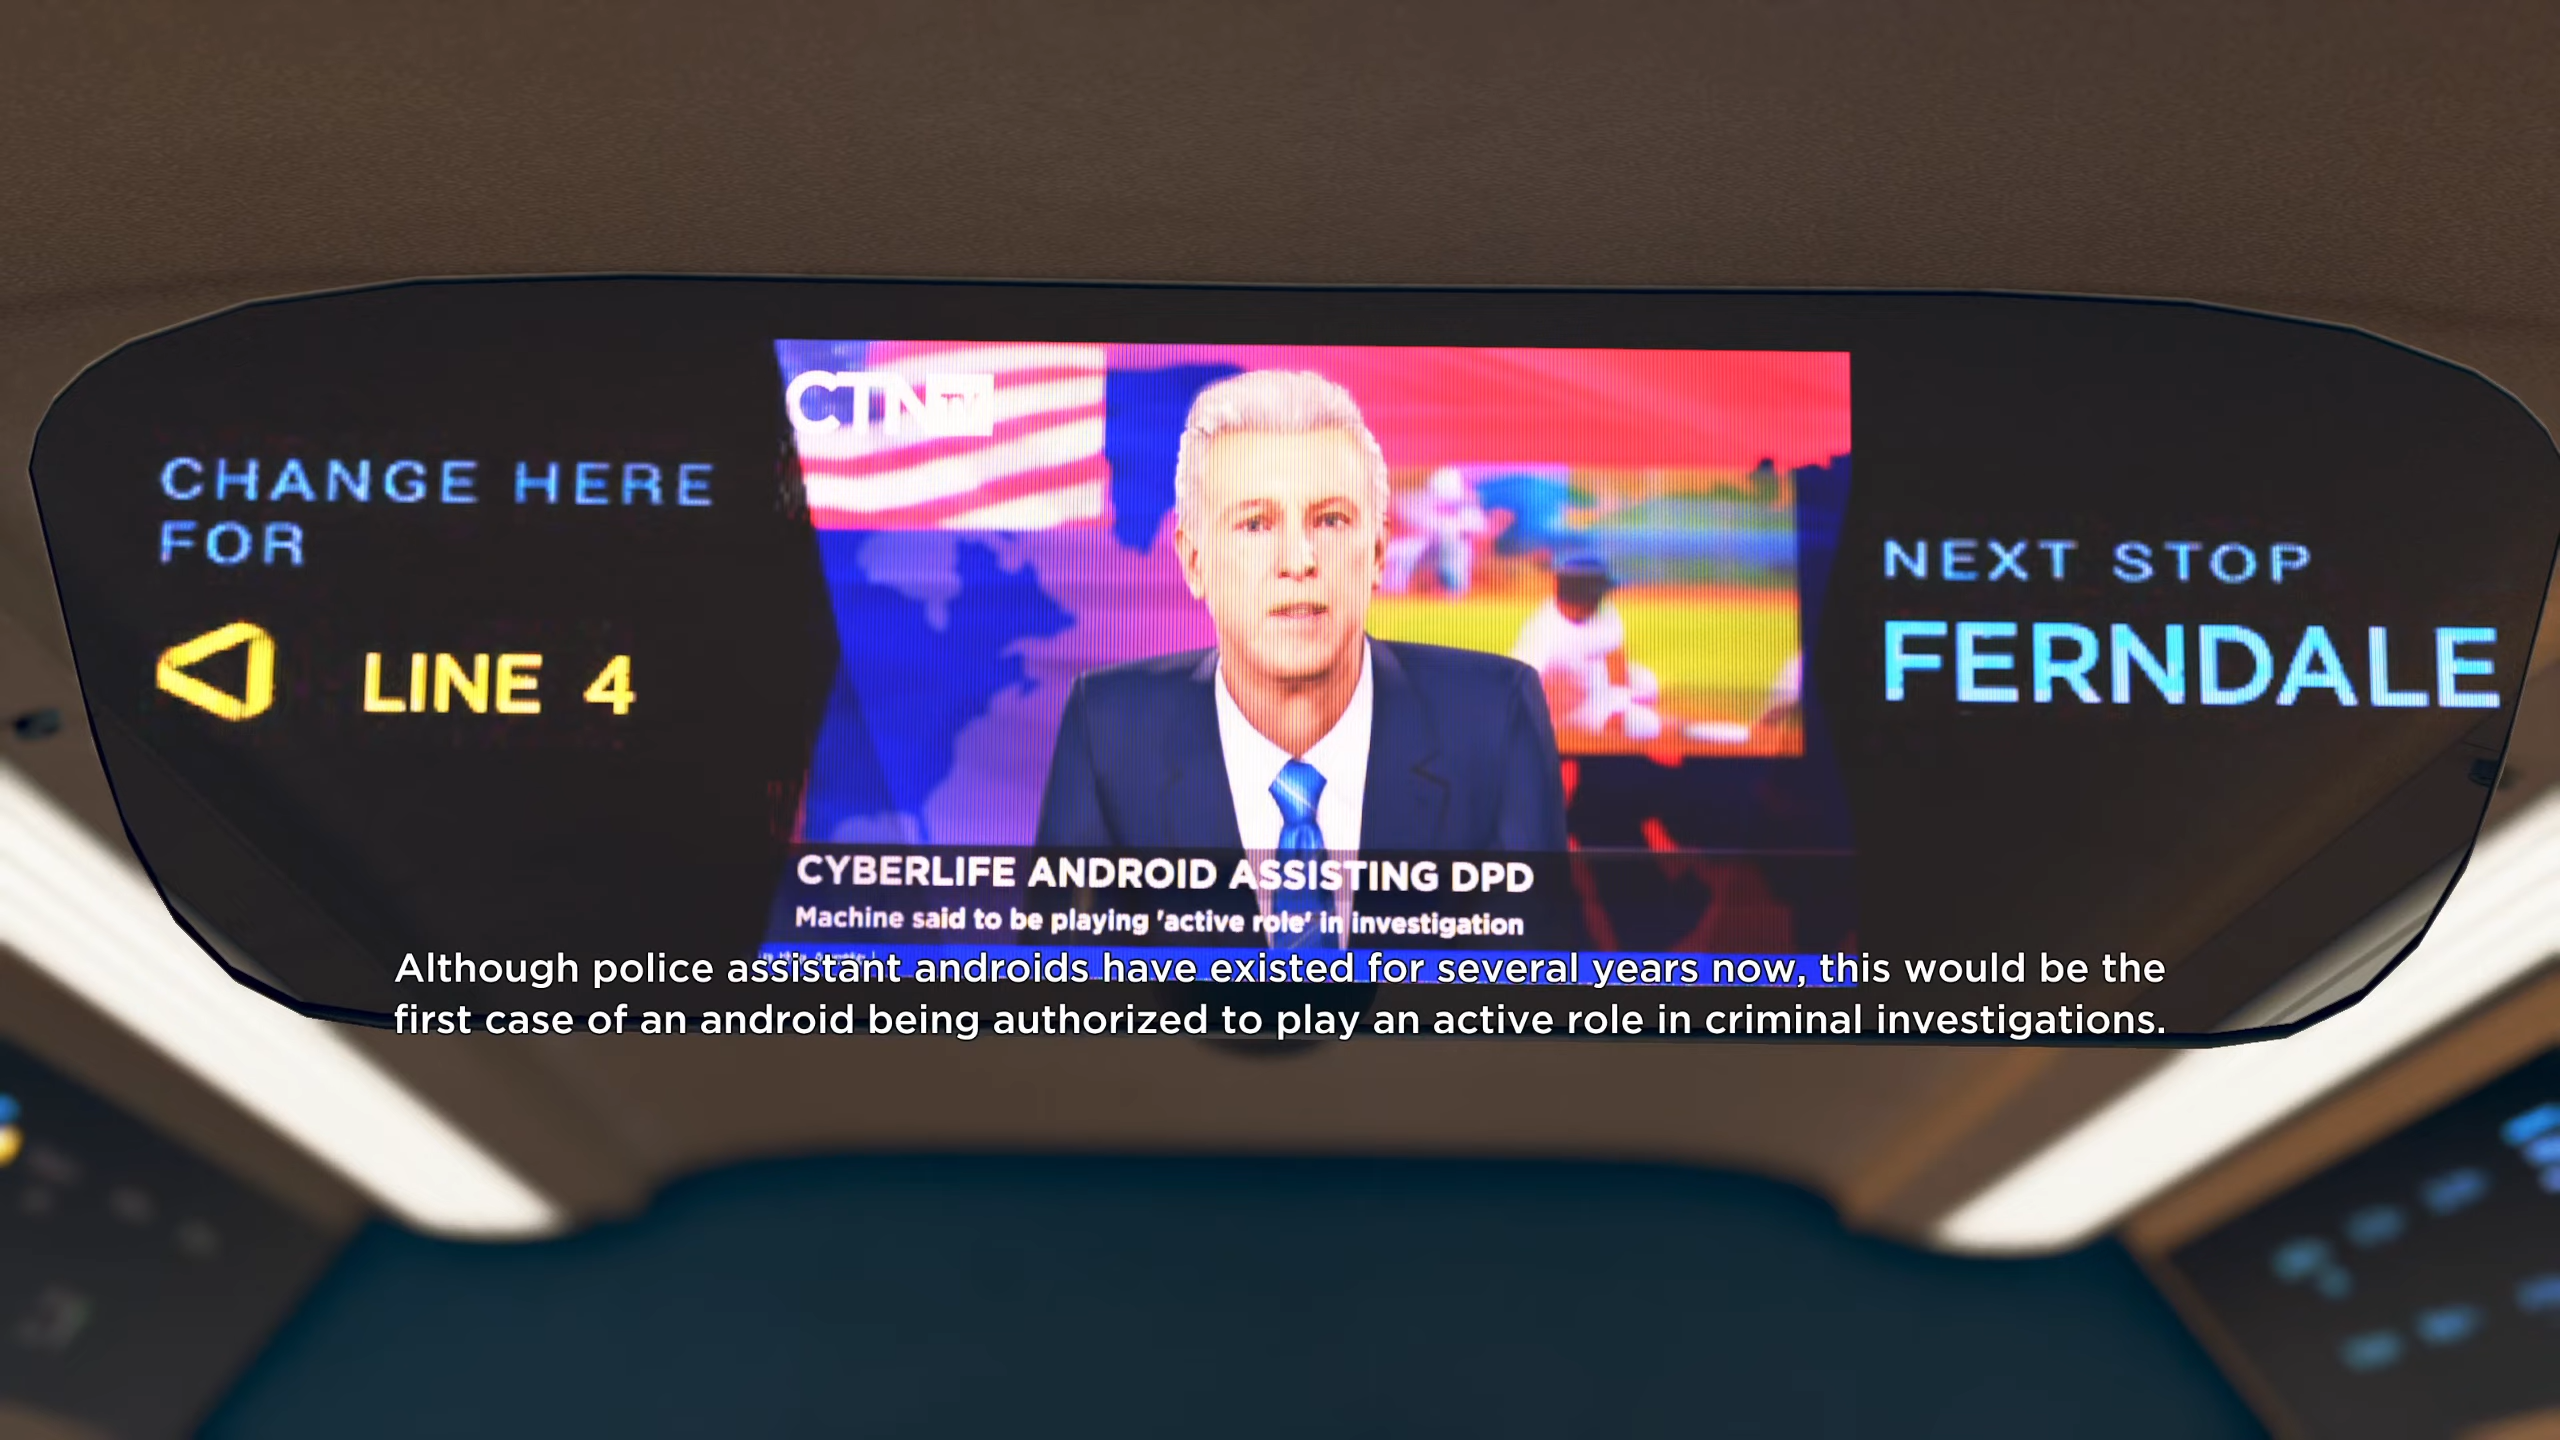 CTN TV
CHANGE HERE
FOR
LINE 4
NEXT STOP
FERNDALE
CYBERLIFE ANDROID ASSISTING DPD
Machine said to be playing 'active role' in investigation
Although police assistant androids have existed for several years now, this would be the
first case of an android being authorized to play an active role in criminal investigations.